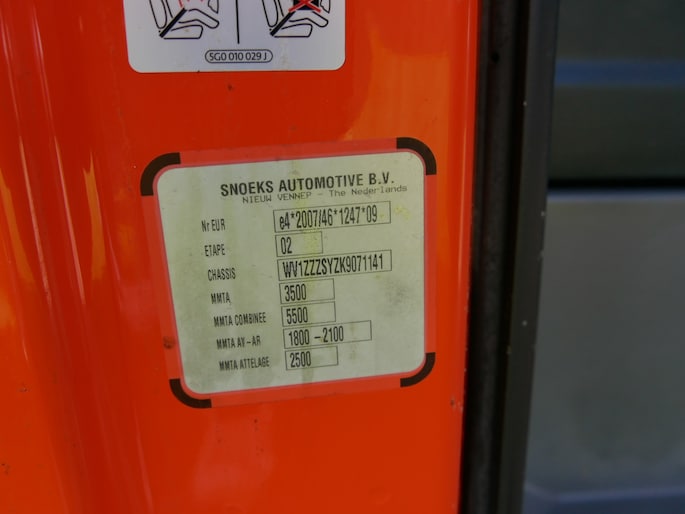 5G0 010 029 J
SNOEKS AUTOMOTIVE B.V.
NIEUW VENNEP - The Nederlands
Nr EUR e4*2007/46*1247*09
ETAPE 02
CHASSIS WV1ZZZSYZK9071141
MMTA 3500
MMTA COMBINEE 5500
MMTA AV-AR 1800 - 2100
MMTA ATTELAGE 2500